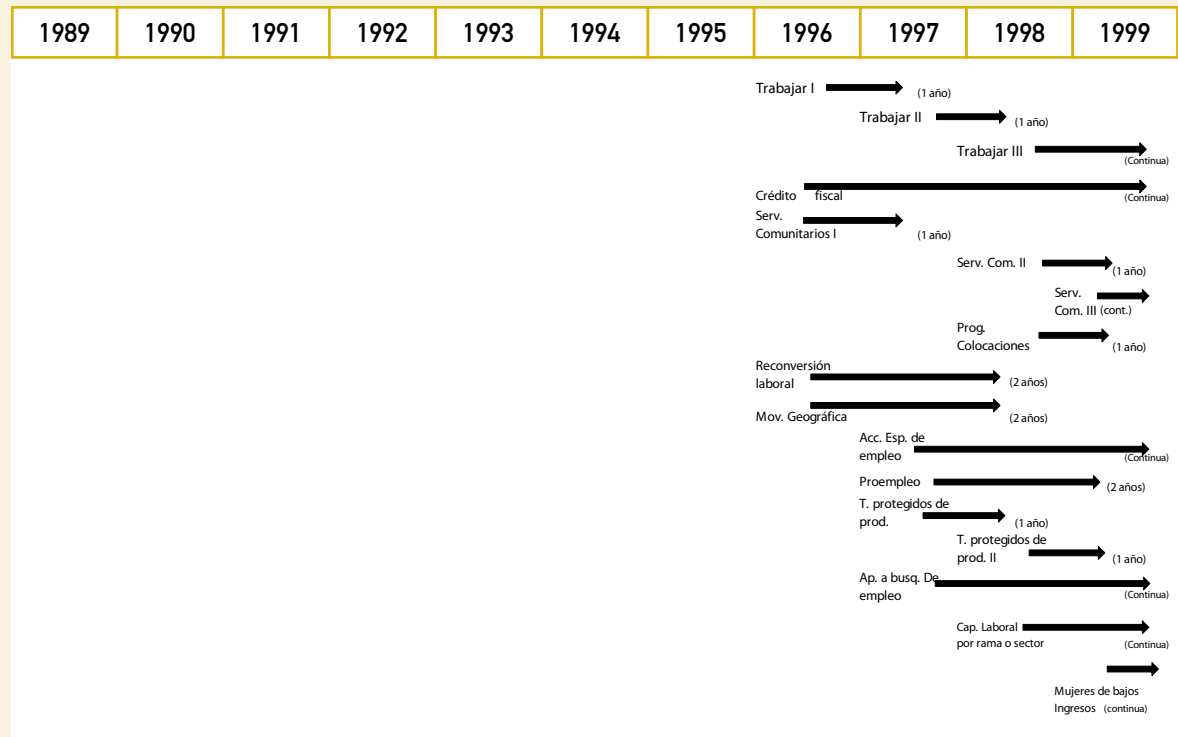 1989 1990 1991 1992 1993 1994 1995 1996 1997 1998 1999
Trabajar I (1 año)
Trabajar II (1 año)
Trabajar III
(Continua)
Crédito fiscal (Continua)
Serv.
Comunitarios I (1 año)
Serv. Com. II (1 año)
Serv.
Com. III (cont.)
Prog.
Colocaciones (1 año)
Reconversión
laboral (2 años)
Mov. Geográfica (2 años)
Acc. Esp. de
empleo (Continua)
Proempleo (2 años)
T. protegidos de
prod. (1 año)
T. protegidos de
prod. II (1 año)
Ap. a busq. De
empleo (Continua)
Cap. Laboral
por rama o sector (Continua)
Mujeres de bajos
Ingresos (continua)